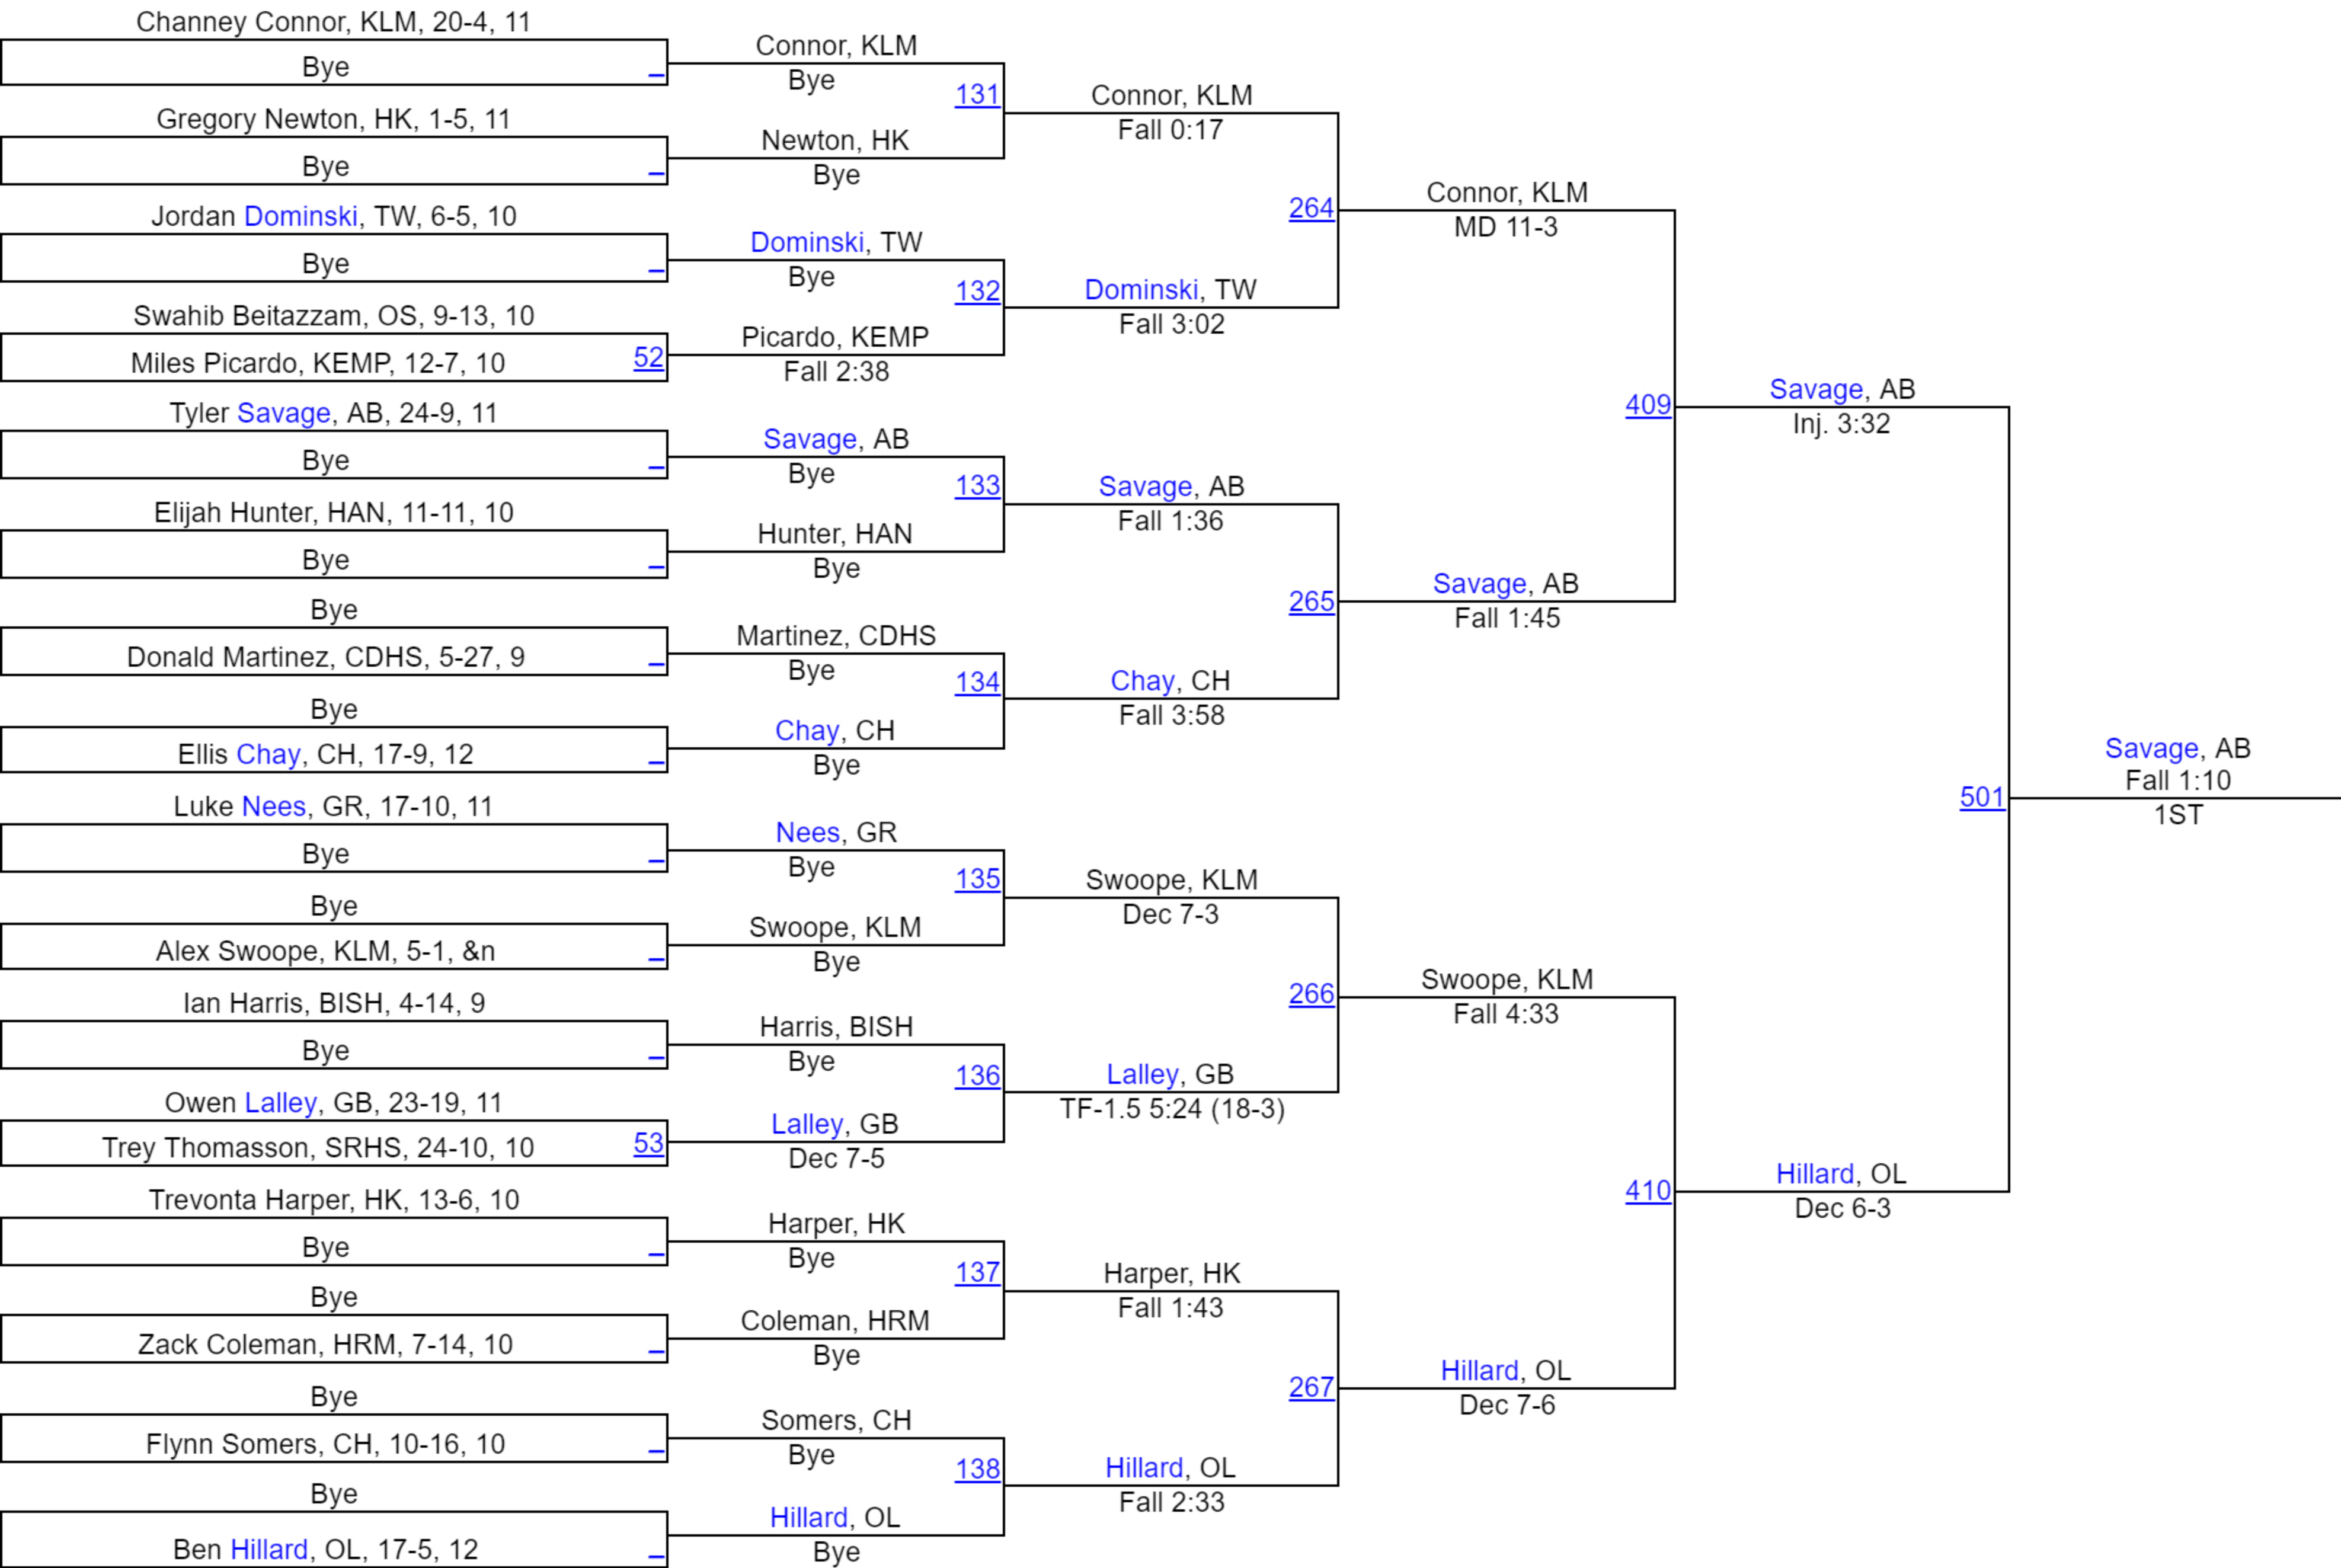 Channey Connor, KLM, 20-4, 11
Bye
Gregory Newton, HK, 1-5, 11
Bye
Jordan Dominski, TW, 6-5, 10
Bye
Swahib Beitazzam, OS, 9-13, 10
Miles Picardo, KEMP, 12-7, 10
52
Tyler Savage, AB, 24-9, 11
Bye
Elijah Hunter, HAN, 11-11, 10
Bye
Bye
Donald Martinez, CDHS, 5-27, 9
Bye
Ellis Chay, CH, 17-9, 12
Luke Nees, GR, 17-10, 11
Bye
Bye
Alex Swoope, KLM, 5-1, &n
Ian Harris, BISH, 4-14, 9
Bye
Owen Lalley, GB, 23-19, 11
Trey Thomasson, SRHS, 24-10, 10
53
Trevonta Harper, HK, 13-6, 10
Bye
Bye
Zack Coleman, HRM, 7-14, 10
Bye
Flynn Somers, CH, 10-16, 10
Bye
Ben Hillard, OL, 17-5, 12
Connor, KLM
Bye
131
Newton, HK
Bye
Dominski, TW
Bye
132
Picardo, KEMP
Fall 2:38
Savage, AB
Bye
133
Hunter, HAN
Bye
Martinez, CDHS
Bye
134
Chay, CH
Bye
Nees, GR
Bye
135
Swoope, KLM
Bye
Harris, BISH
Bye
136
Lalley, GB
Dec 7-5
Harper, HK
Bye
137
Coleman, HRM
Bye
Somers, CH
Bye
138
Hillard, OL
Bye
Connor, KLM
Fall 0:17
264
Dominski, TW
Fall 3:02
Savage, AB
Fall 1:36
265
Chay, CH
Fall 3:58
Swoope, KLM
Dec 7-3
266
Lalley, GB
TF-1.5 5:24 (18-3)
Harper, HK
Fall 1:43
267
Hillard, OL
Fall 2:33
Connor, KLM
MD 11-3
409
Savage, AB
Fall 1:45
Swoope, KLM
Fall 4:33
410
Hillard, OL
Dec 7-6
Savage, AB
Inj. 3:32
501
Hillard, OL
Dec 6-3
Savage, AB
Fall 1:10
1ST